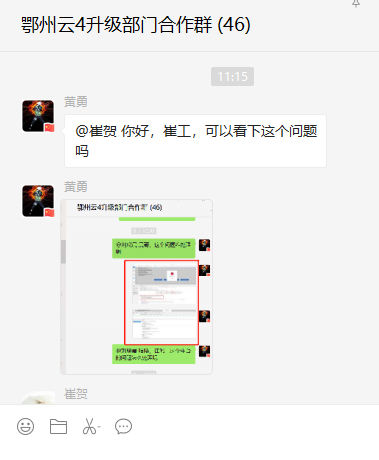 鄂州云4升级部门合作群 (46)
11:15
黄勇
@崔贺 你好，崔工，可以看下这个问题
吗
黄勇
鄂州云4升级部门合作群 (46)
崔贺